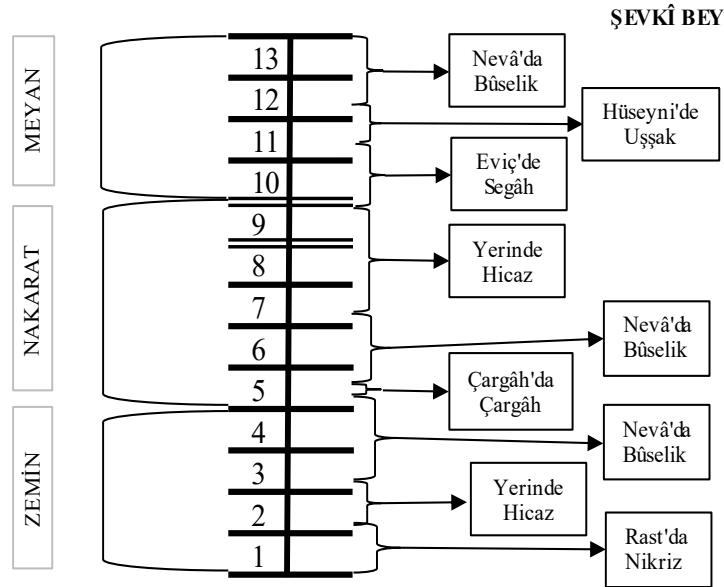 ŞEVKÎ BEY
MEYAN
NAKARAT
ZEMİN
13
12
11
10
9
8
7
6
5
4
3
2
1
Nevâ'da
Bûselik
Hüseyni'de
Uşşak
Eviç'de
Segâh
Yerinde
Hicaz
Nevâ'da
Bûselik
Çargâh'da
Çargâh
Nevâ'da
Bûselik
Yerinde
Hicaz
Rast'da
Nikriz